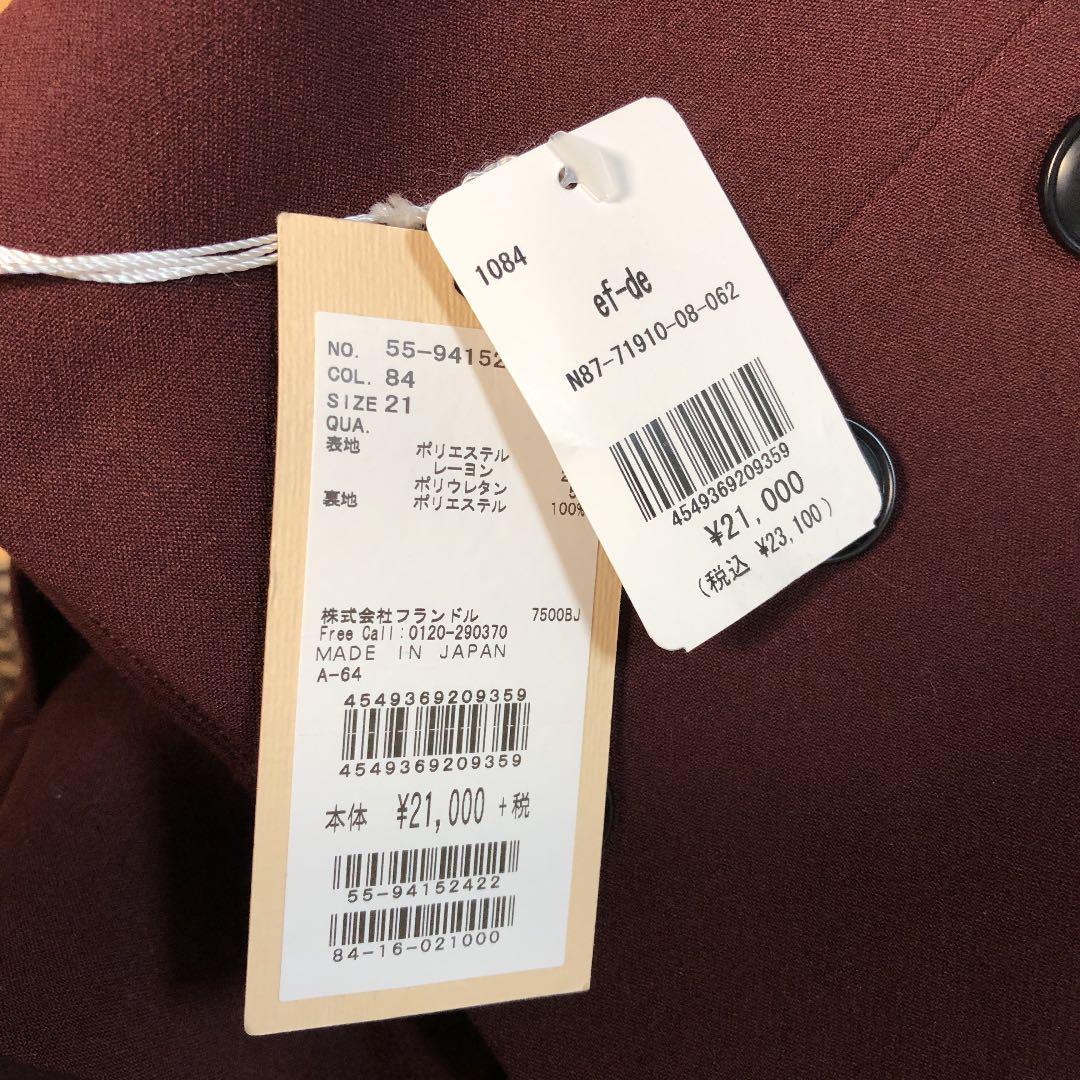 1084
ef-de
N87-71910-08-062
4549369209359
¥21,000
(税込 ¥23,100)
NO. 55-94152
COL. 84
SIZE 21
QUA.
表地 ポリエステル
レーヨン
ポリウレタン
裏地 ポリエステル 100%
株式会社フランドル 7500BJ
Free Call:0120-290370
MADE IN JAPAN
A-64
4549369209359
4549369209359
本体 ¥21,000 +税
55-94152422
84-16-021000